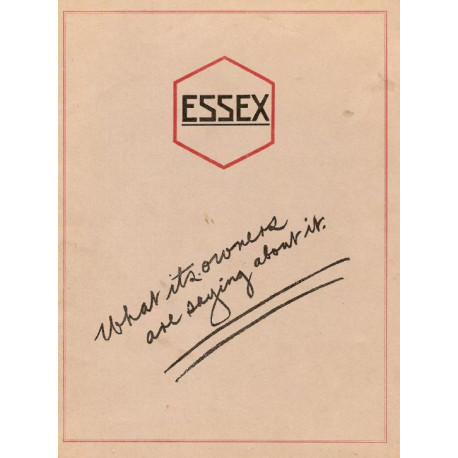 ESSEX
What its owners
are saying about it.